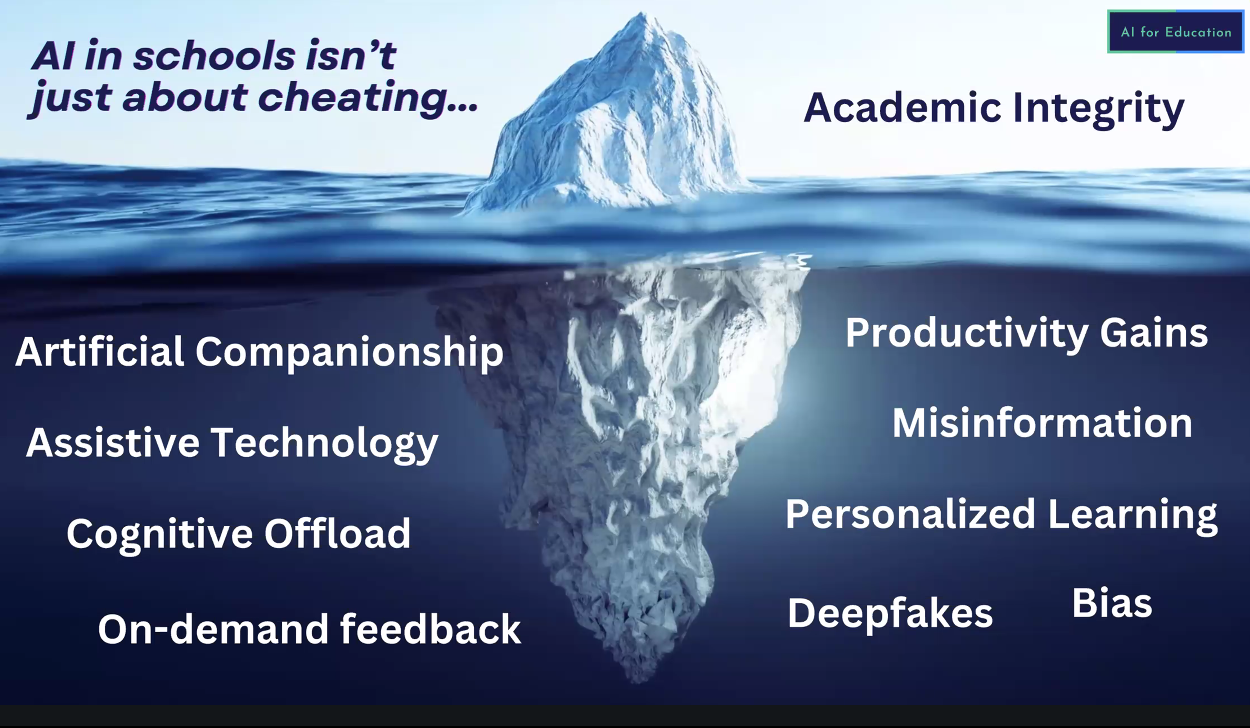 AI in schools isn’t
just about cheating...
AI for Education
Academic Integrity
Artificial Companionship
Assistive Technology
Cognitive Offload
On-demand feedback
Productivity Gains
Misinformation
Personalized Learning
Deepfakes
Bias